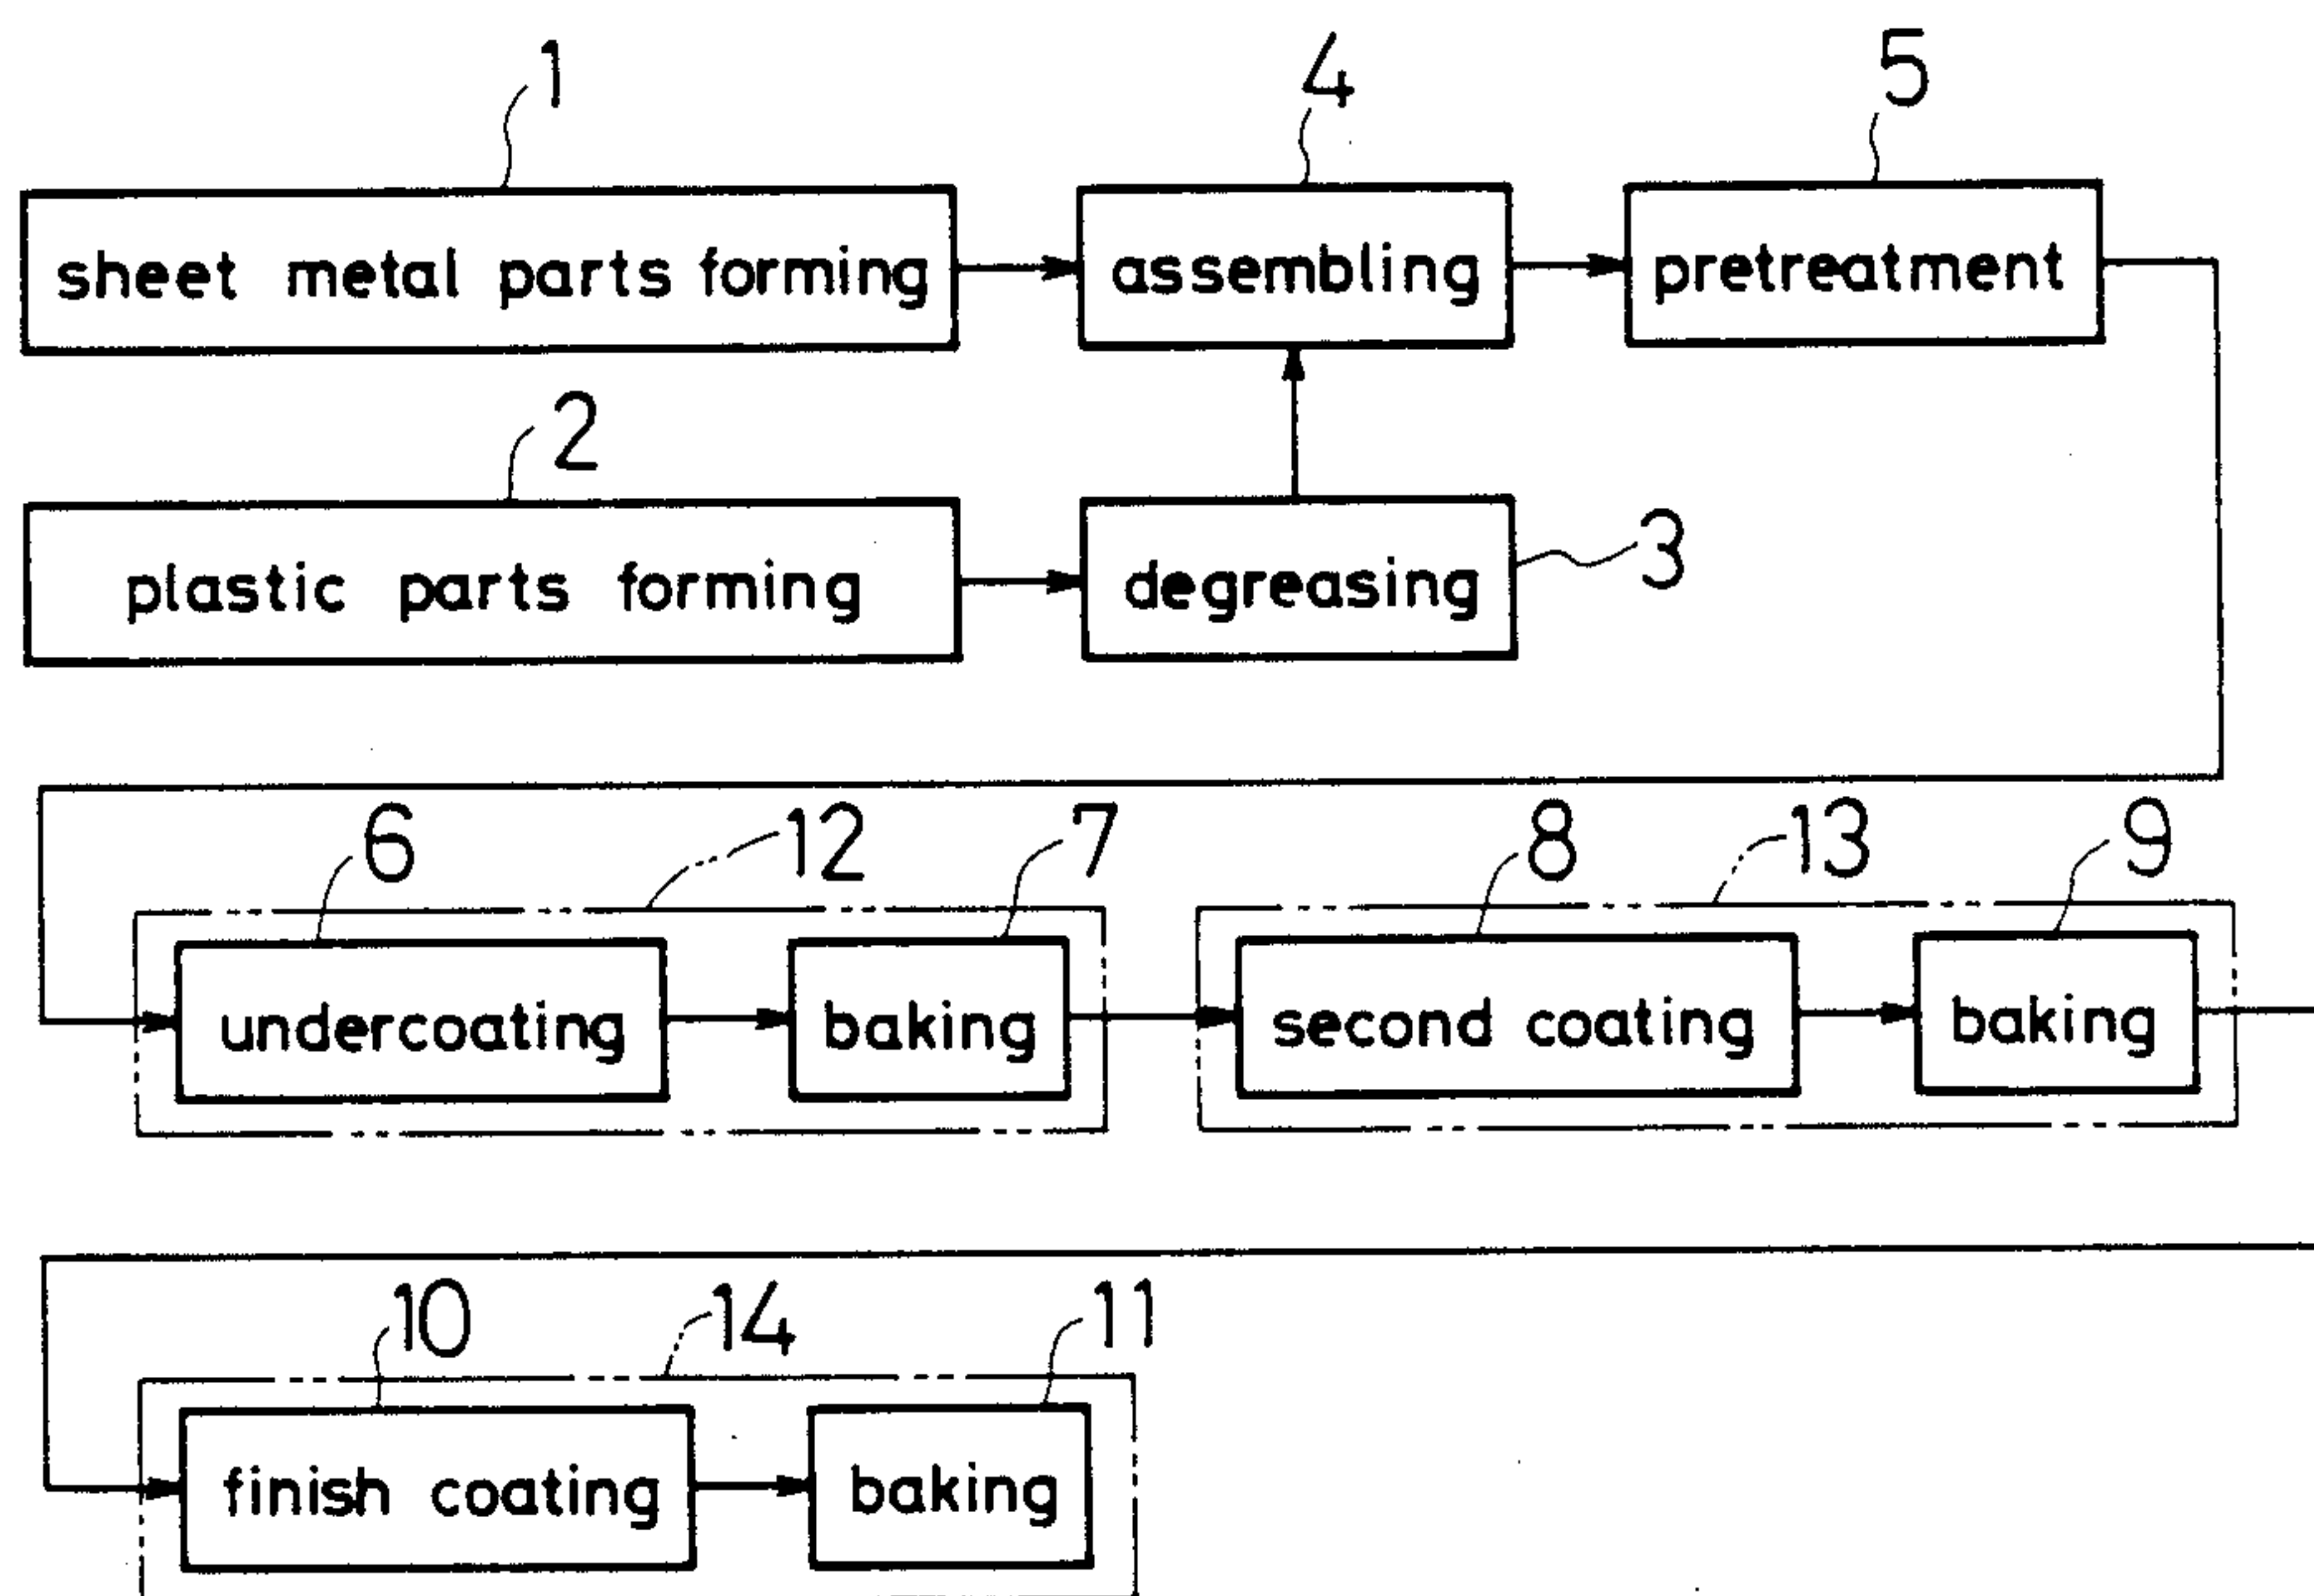 1
4
5
sheet metal parts forming
assembling
pretreatment
2
3
plastic parts forming
degreasing
6
12
7
8
13
9
undercoating
baking
second coating
baking
10
14
11
finish coating
baking